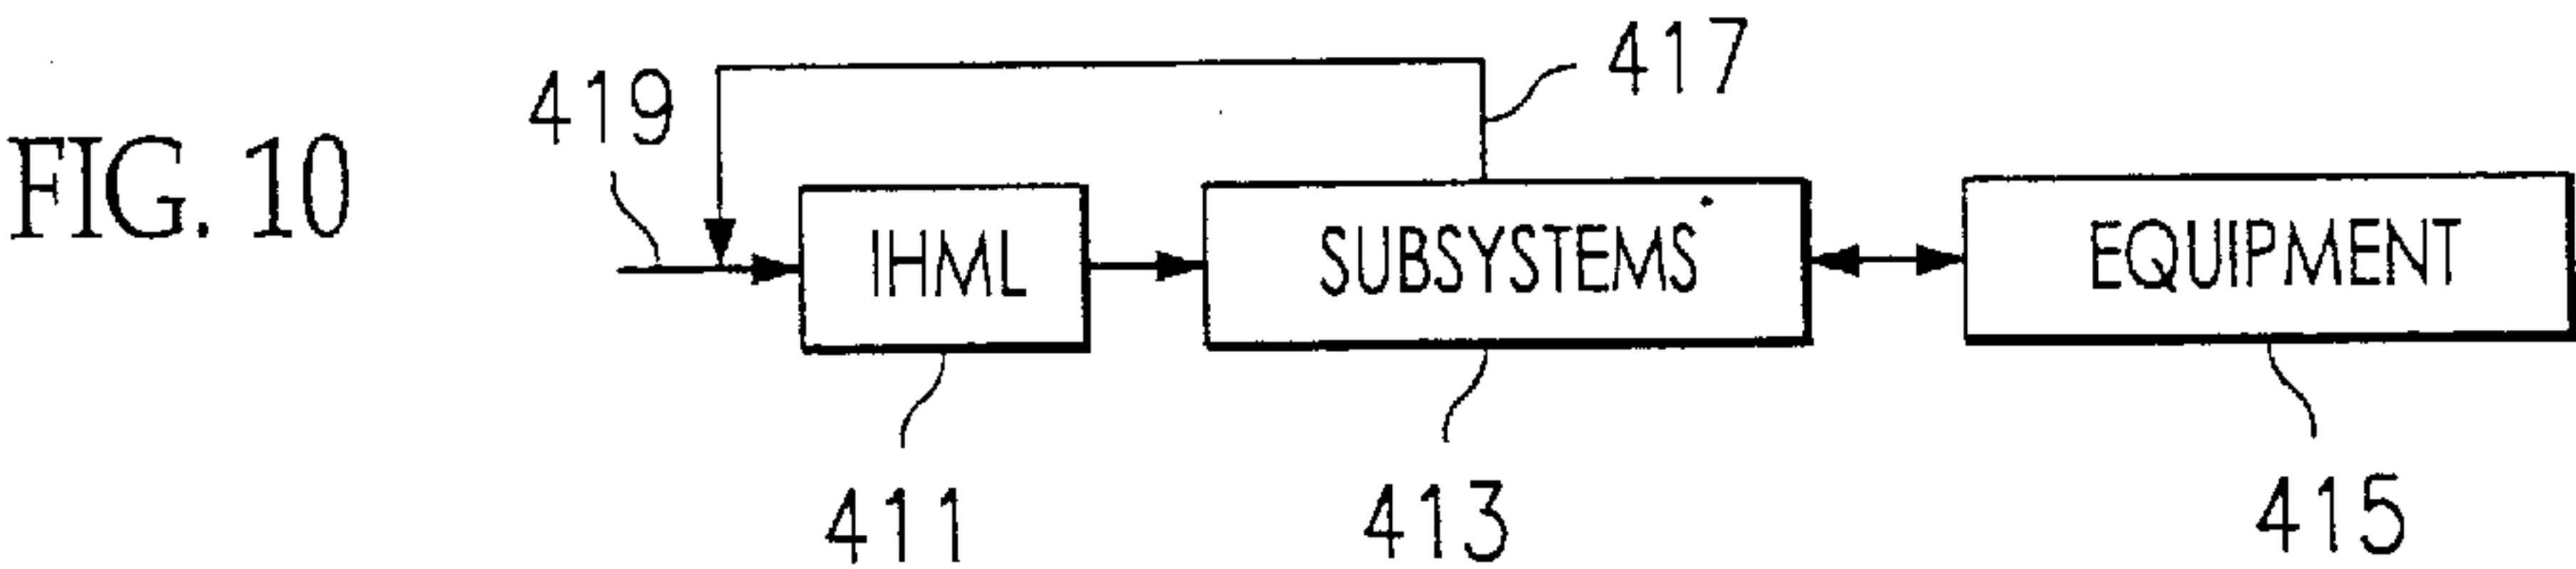 FIG. 10
419
417
IHML
SUBSYSTEMS
EQUIPMENT
411
413
415